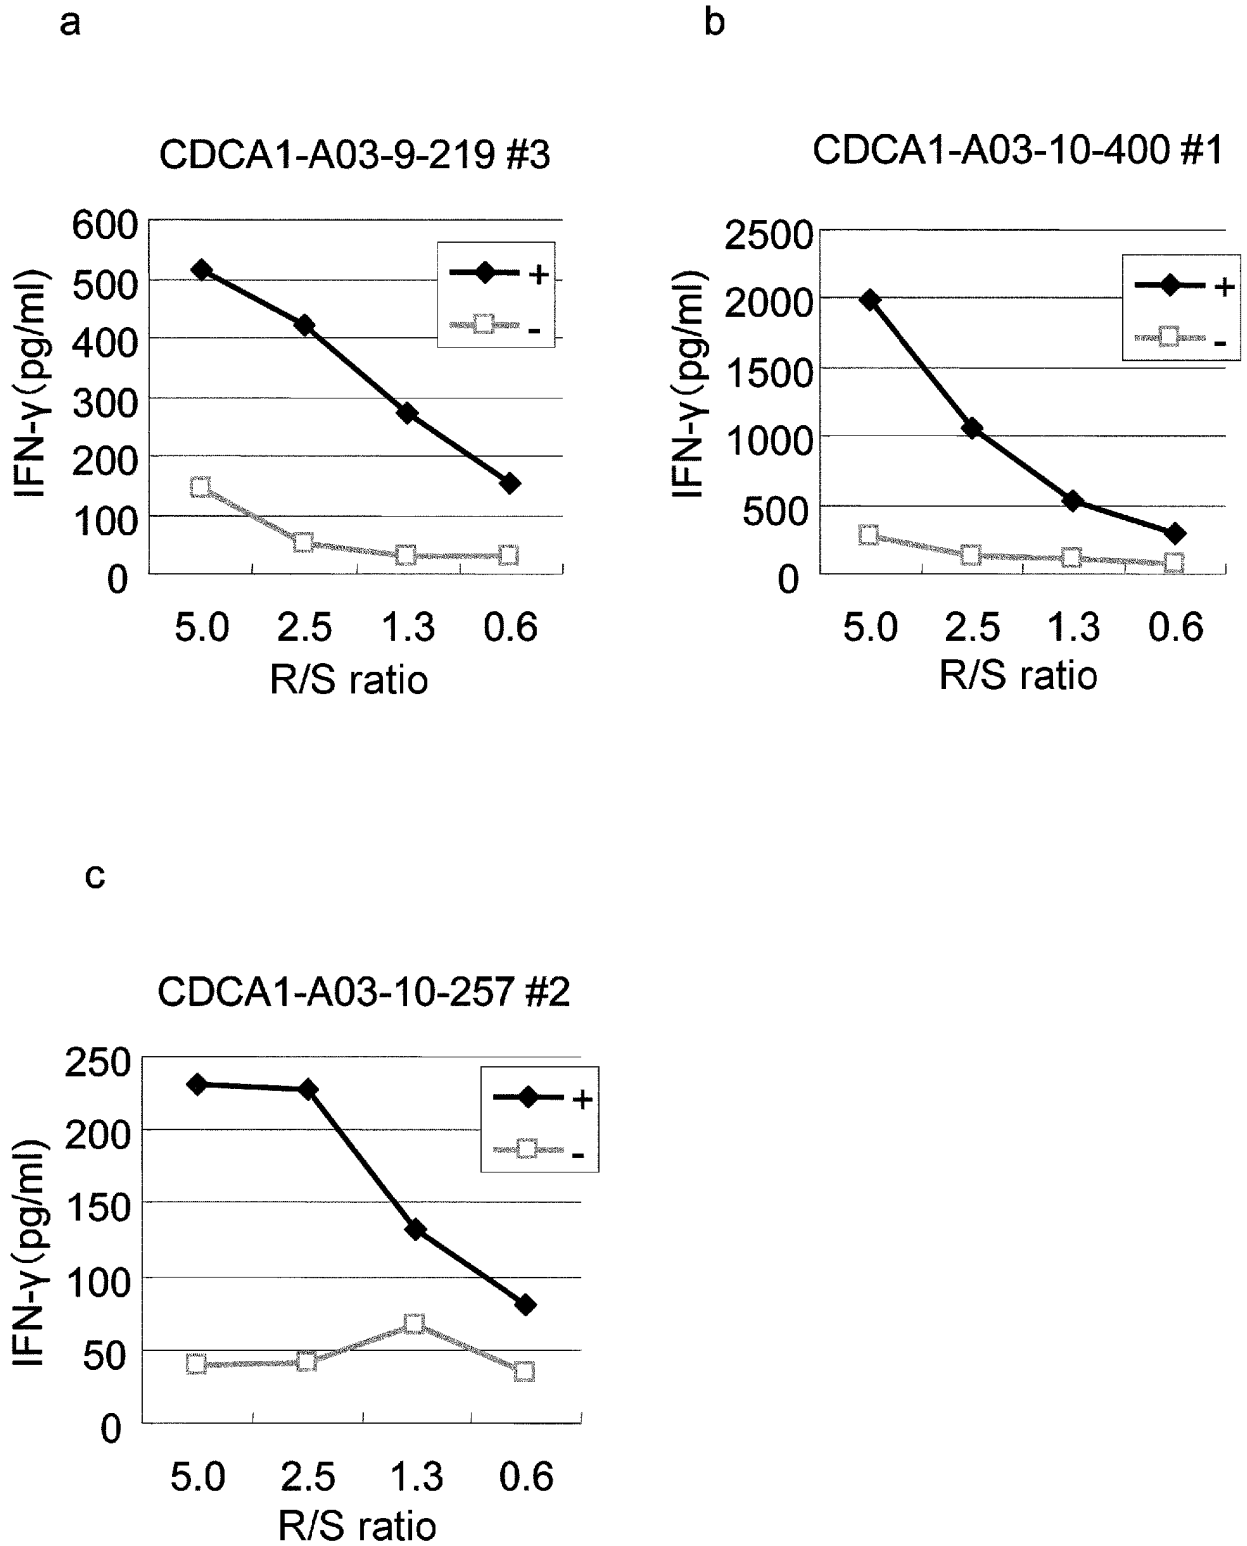 a
CDCA1-A03-9-219 #3
IFN-γ(pg/ml)
600
500
400
300
200
100
0
+
-
5.0 2.5 1.3 0.6
R/S ratio
b
CDCA1-A03-10-400 #1
IFN-γ(pg/ml)
2500
2000
1500
1000
500
0
+
-
5.0 2.5 1.3 0.6
R/S ratio
c
CDCA1-A03-10-257 #2
IFN-γ(pg/ml)
250
200
150
100
50
0
+
-
5.0 2.5 1.3 0.6
R/S ratio